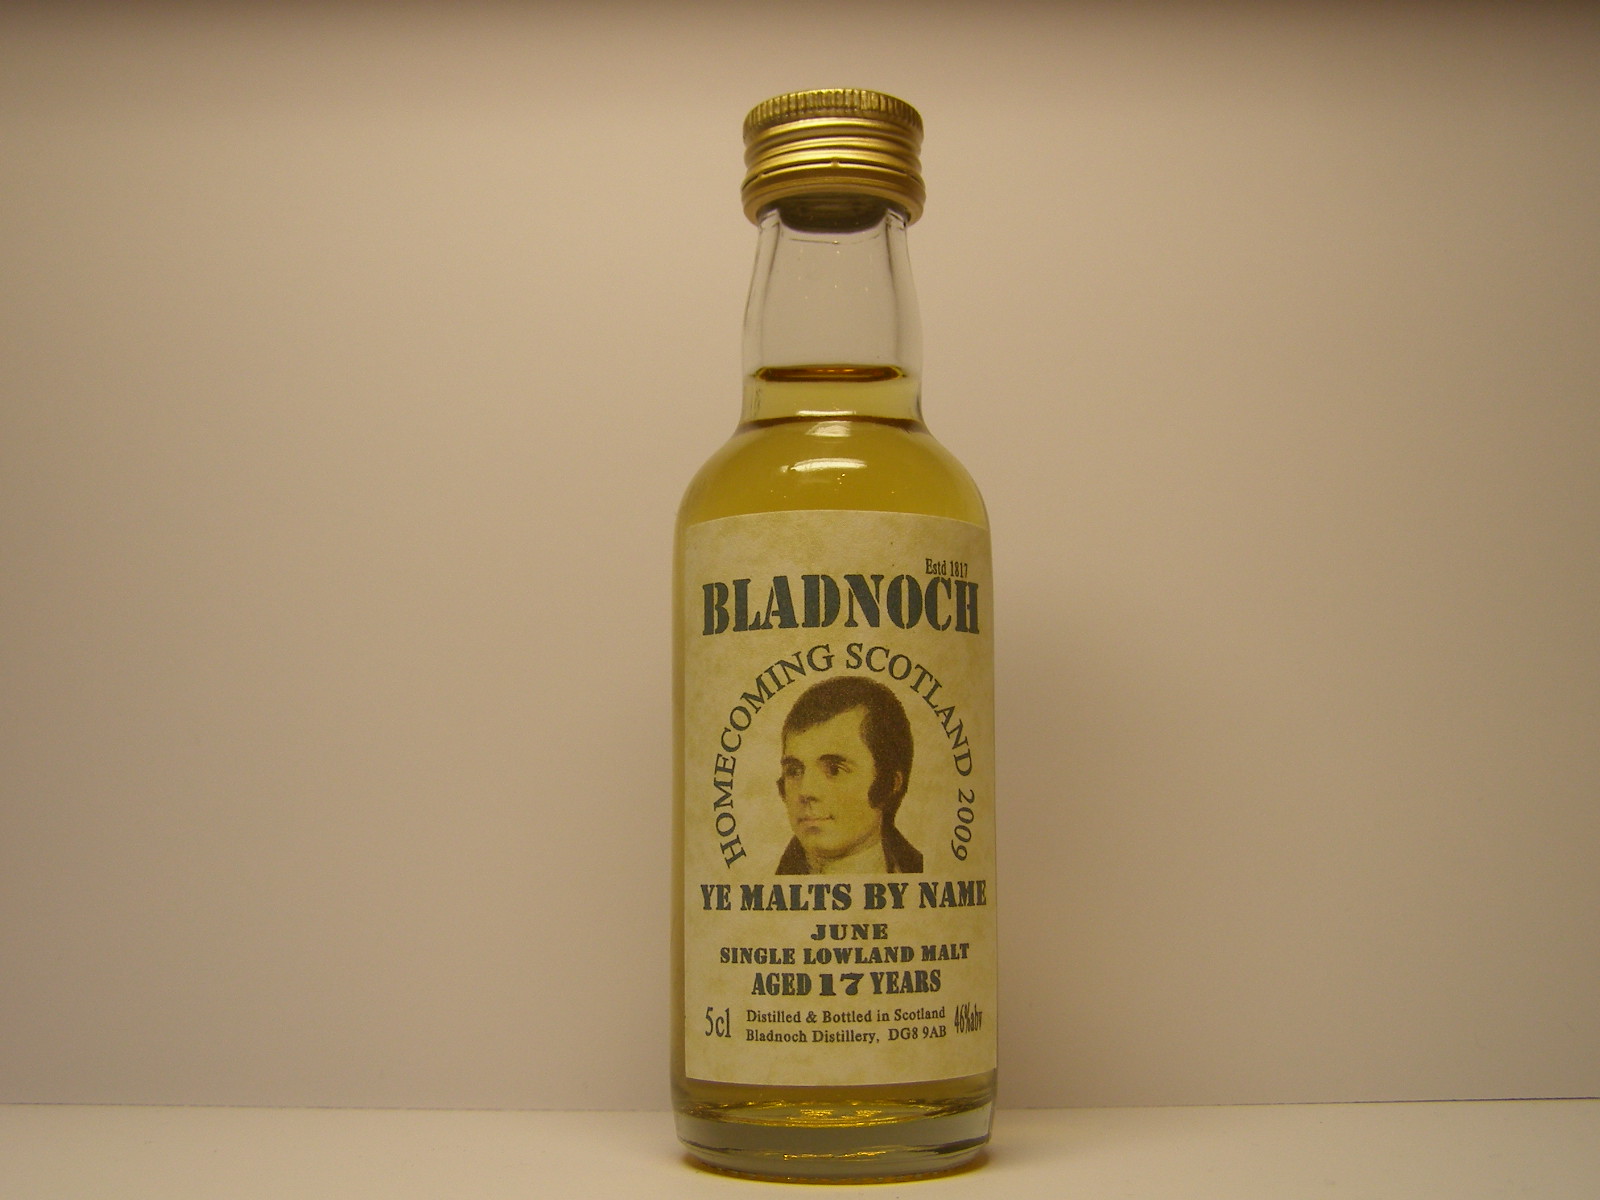 Estd 1817
BLADNOCH
HOMECOMING SCOTLAND 2009
YE MALTS BY NAME
JUNE
SINGLE LOWLAND MALT
AGED 17 YEARS
5cl Distilled & Bottled in Scotland 46%abv
Bladnoch Distillery, DG8 9AB